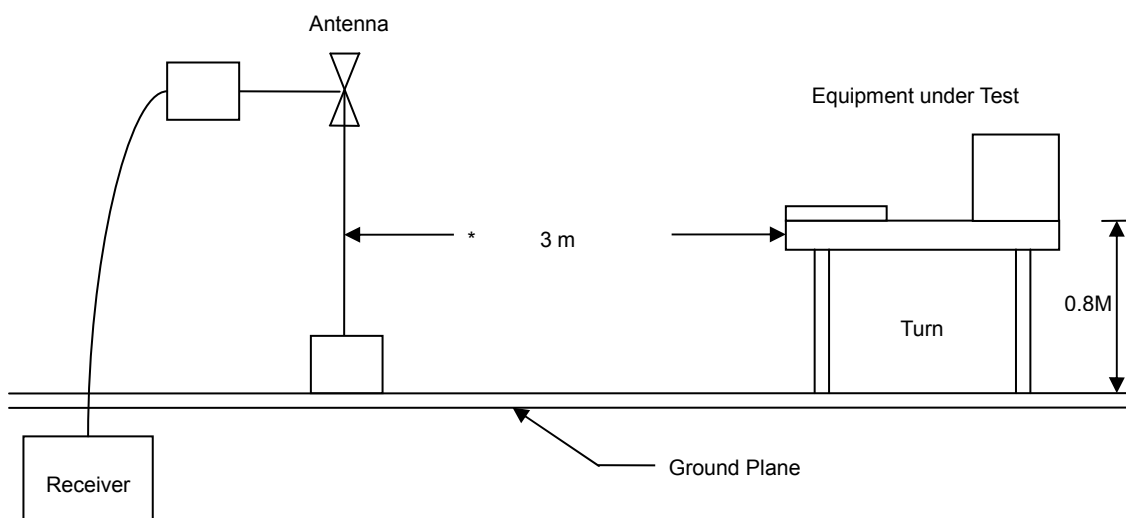 Antenna
Equipment under Test
* 3 m
0.8M
Turn
Ground Plane
Receiver